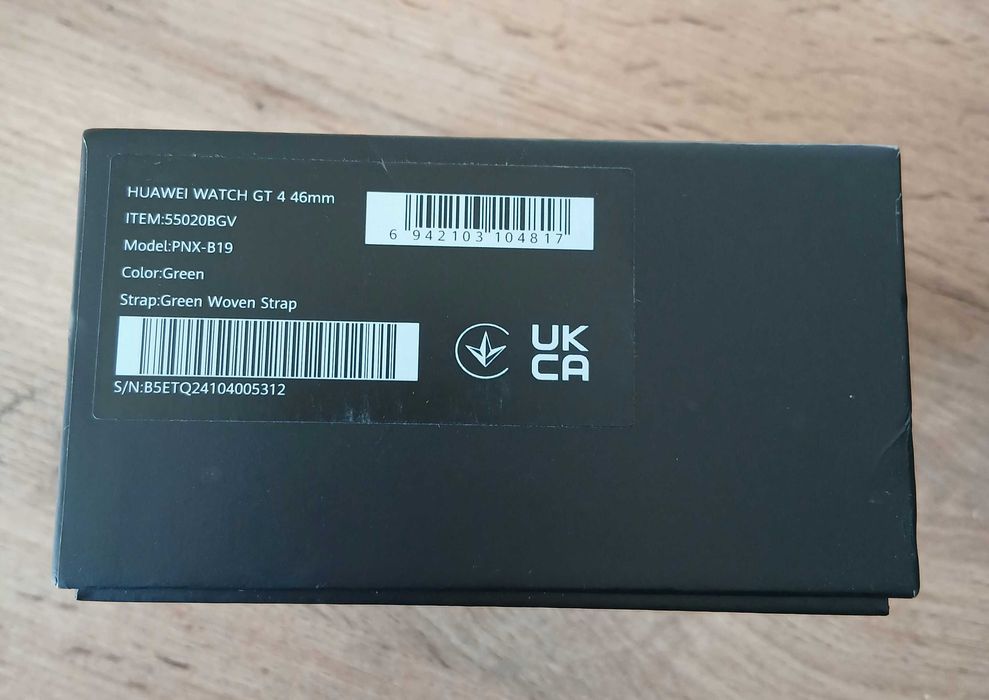 HUAWEI WATCH GT 4 46mm
ITEM:55020BGV
Model:PNX-B19
Color:Green
Strap:Green Woven Strap
S/N:B5ETQ24104005312
6 942103 104817
UK
CA